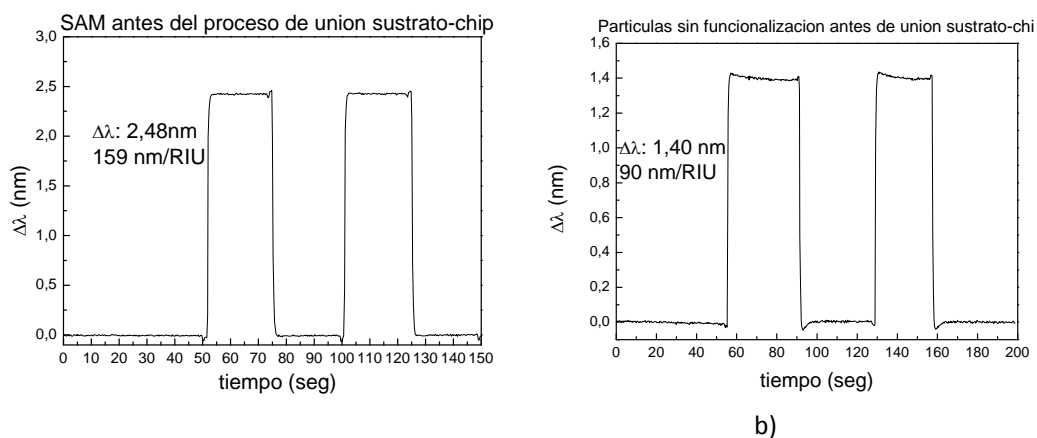 SAM antes del proceso de union sustrato-chip
3,0
2,5
2,0
1,5
1,0
0,5
0,0
Δλ (nm)
Δλ: 2,48nm
159 nm/RIU
0 10 20 30 40 50 60 70 80 90 100 110 120 130 140 150
tiempo (seg)
Particulas sin funcionalizacion antes de union sustrato-chi
1,6
1,4
1,2
1,0
0,8
0,6
0,4
0,2
0,0
Δλ (nm)
Δλ: 1,40 nm
90 nm/RIU
0 20 40 60 80 100 120 140 160 180 200
tiempo (seg)
b)